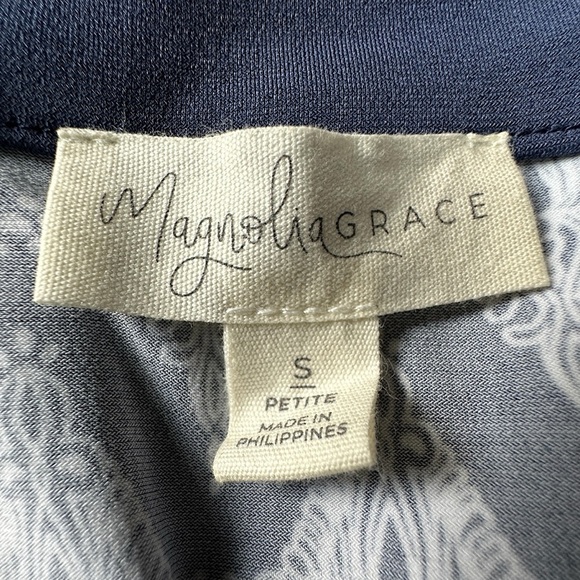 MagnoliaGRACE
S
PETITE
MADE IN
PHILIPPINES